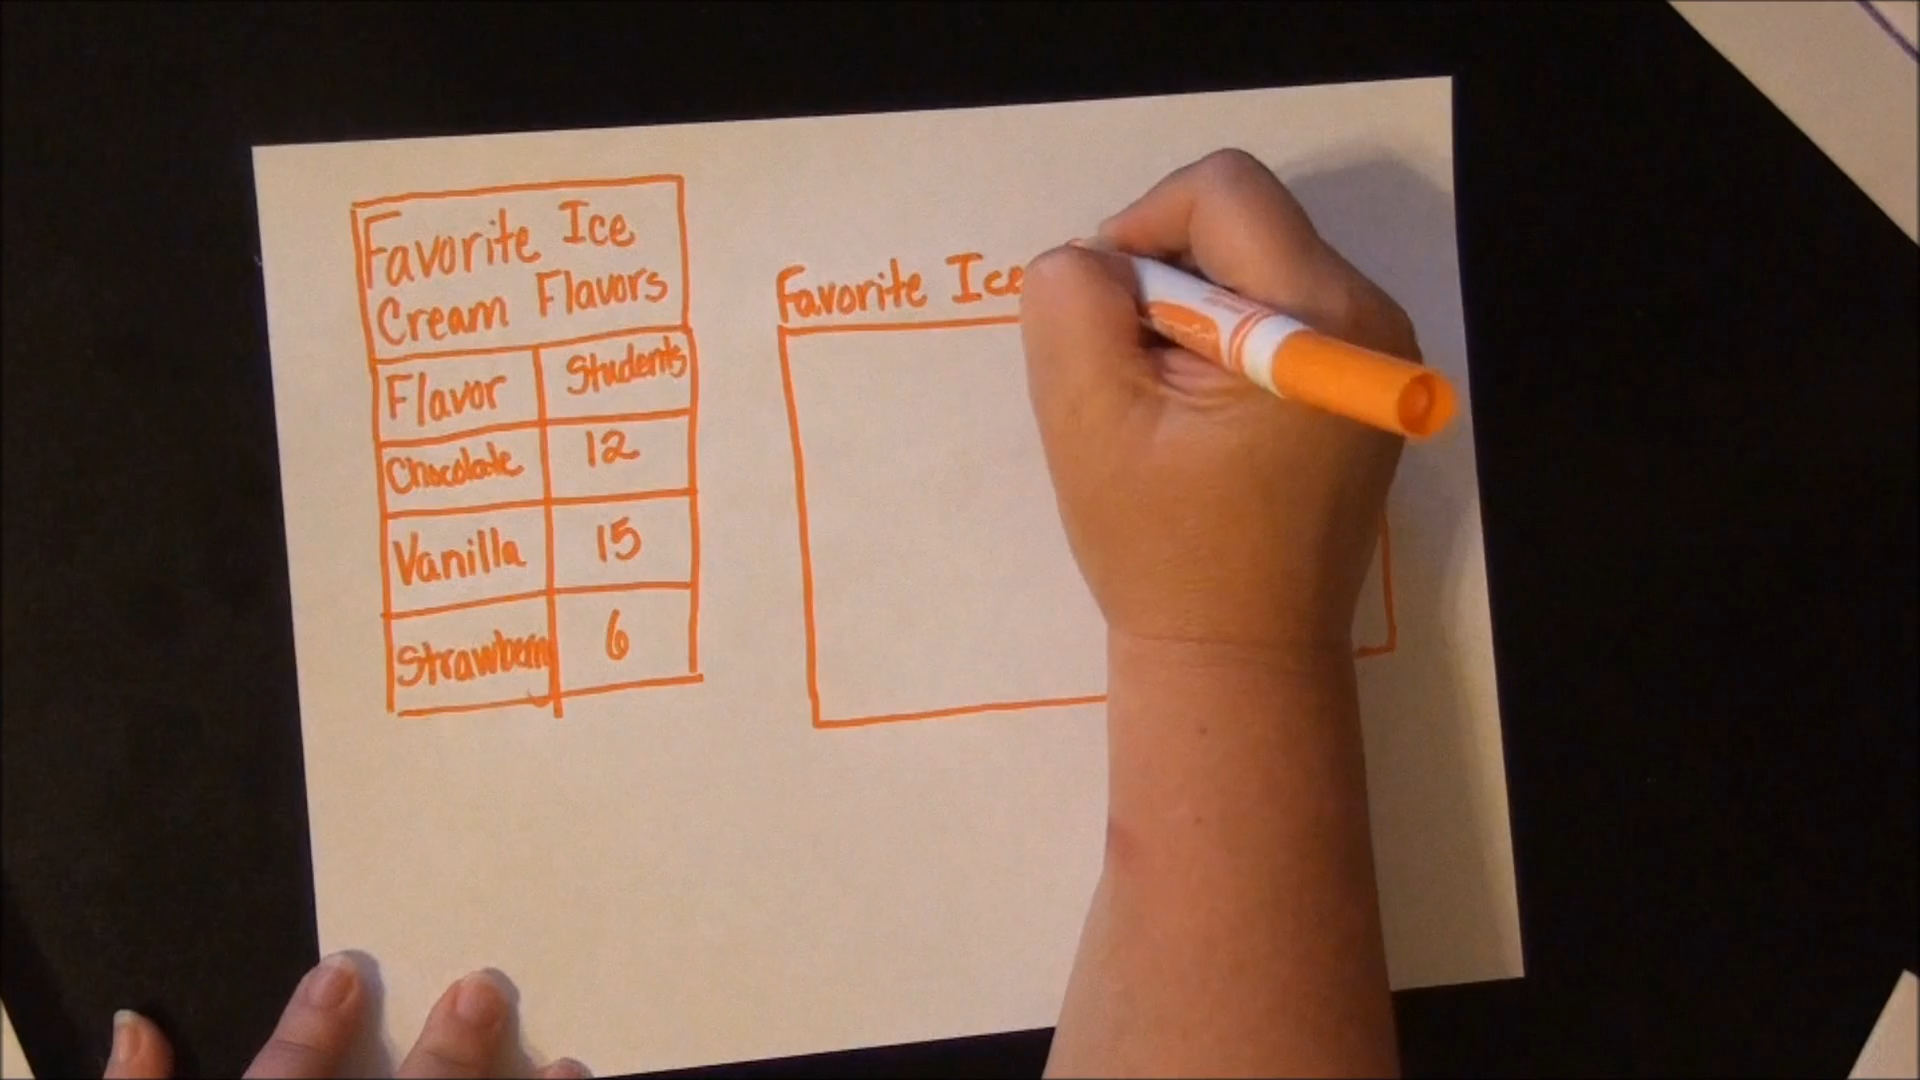 Favorite Ice
Cream Flavors
Flavor Students
Chocolate 12
Vanilla 15
Strawberry 6
Favorite Ice